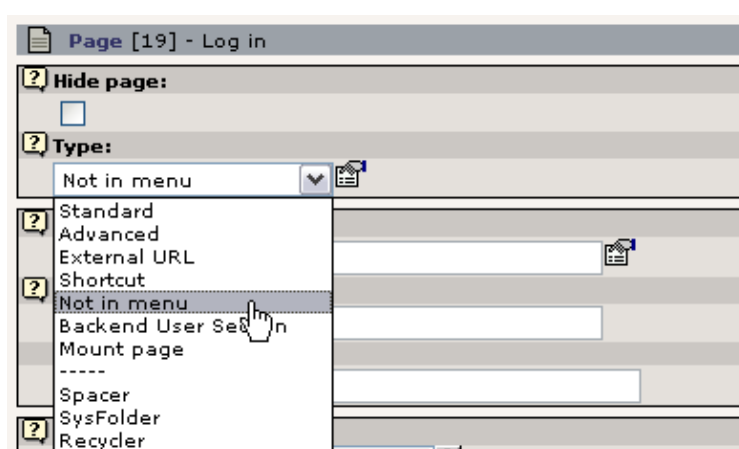 Page [19] - Log in
Hide page:
Type:
Not in menu
Standard
Advanced
External URL
Shortcut
Not in menu
Backend User
Mount page
-----
Spacer
SysFolder
Recycler